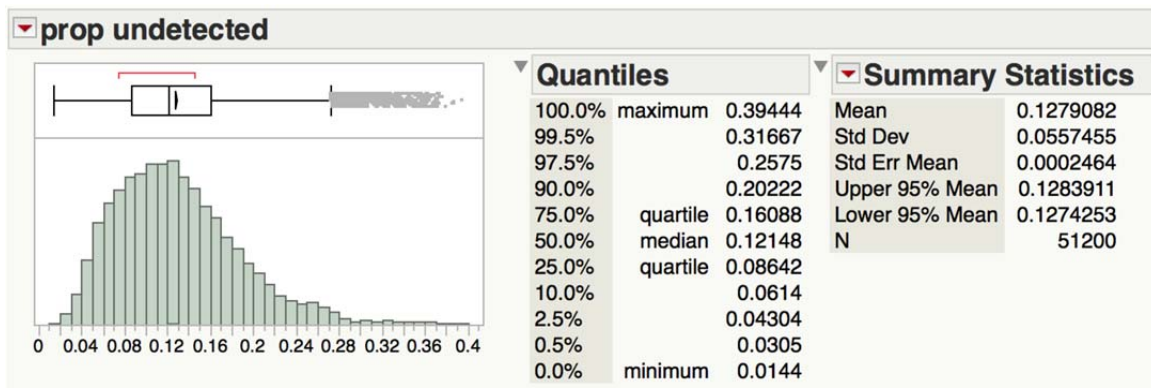 prop undetected
0 0.04 0.08 0.12 0.16 0.2 0.24 0.28 0.32 0.36 0.4
Quantiles
100.0% maximum 0.39444
99.5% 0.31667
97.5% 0.2575
90.0% 0.20222
75.0% quartile 0.16088
50.0% median 0.12148
25.0% quartile 0.08642
10.0% 0.0614
2.5% 0.04304
0.5% 0.0305
0.0% minimum 0.0144
Summary Statistics
Mean 0.1279082
Std Dev 0.0557455
Std Err Mean 0.0002464
Upper 95% Mean 0.1283911
Lower 95% Mean 0.1274253
N 51200